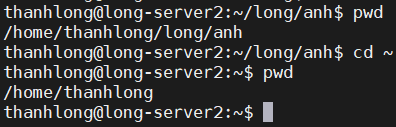 thanhlong@long-server2:~/long/anh$ pwd
/home/thanhlong/long/anh
thanhlong@long-server2:~/long/anh$ cd ~
thanhlong@long-server2:~$ pwd
/home/thanhlong
thanhlong@long-server2:~$